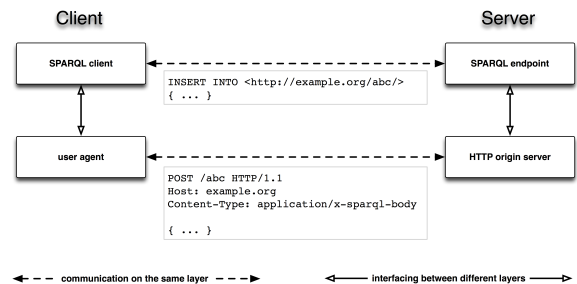 Client
Server
SPARQL client
SPARQL endpoint
INSERT INTO <http://example.org/abc/>
{ ... }
user agent
HTTP origin server
POST /abc HTTP/1.1
Host: example.org
Content-Type: application/x-sparql-body
{ ... }
communication on the same layer
interfacing between different layers